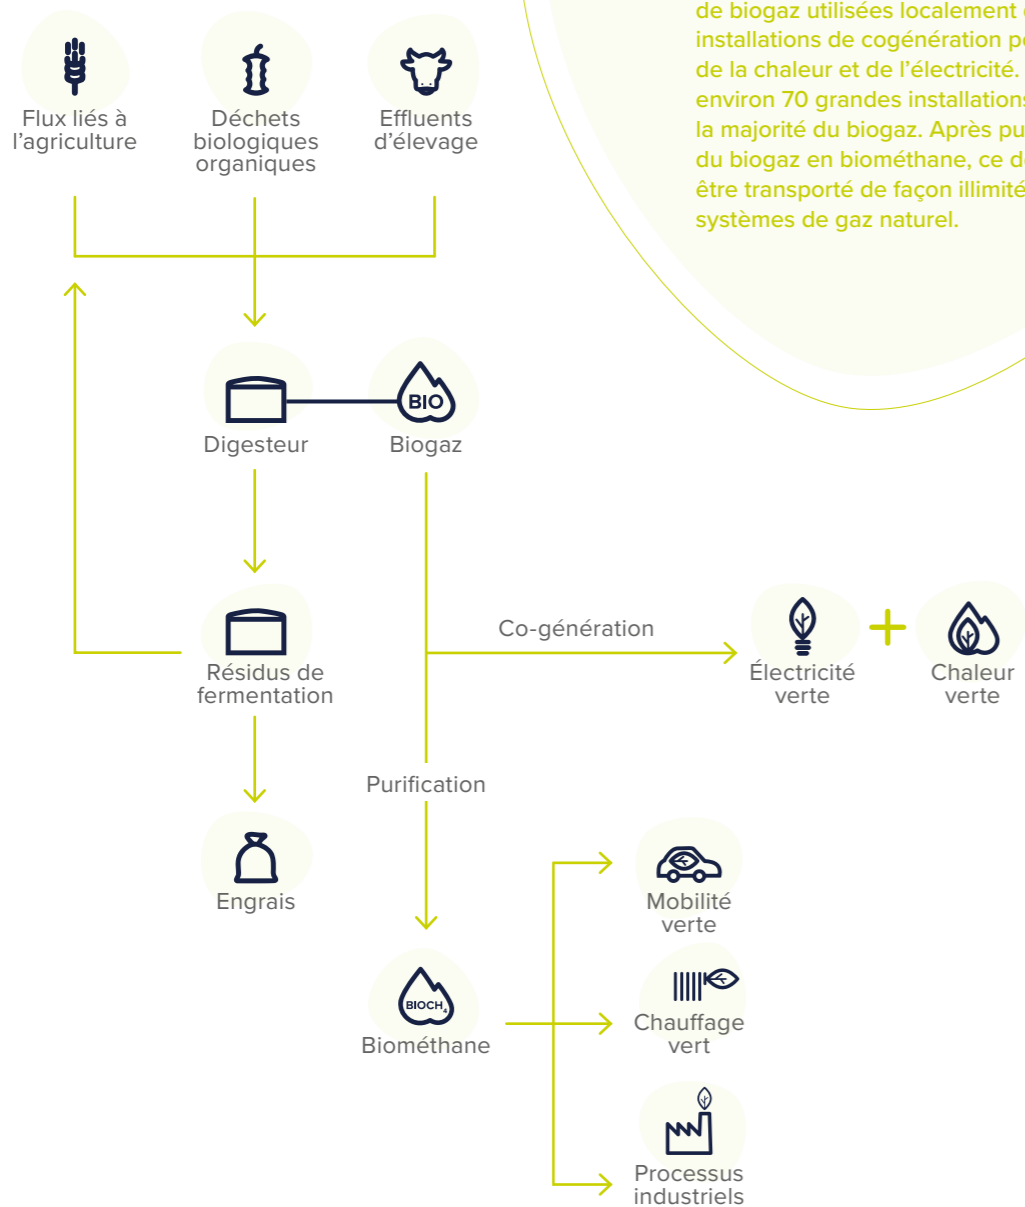 de biogaz utilisées localement
installations de cogénération
de la chaleur et de l'électricité.
environ 70 grandes installations
la majorité du biogaz. Après
du biogaz en biométhane, ce
être transporté de façon illimité
systèmes de gaz naturel.
Flux liés à
l'agriculture
Déchets
biologiques
organiques
Effluents
d'élevage
BIO
Digesteur
Biogaz
Co-génération
Résidus de
fermentation
Électricité
verte
+
Chaleur
verte
Purification
Engrais
Mobilité
verte
BIOCH4
Biométhane
Chauffage
vert
Processus
industriels